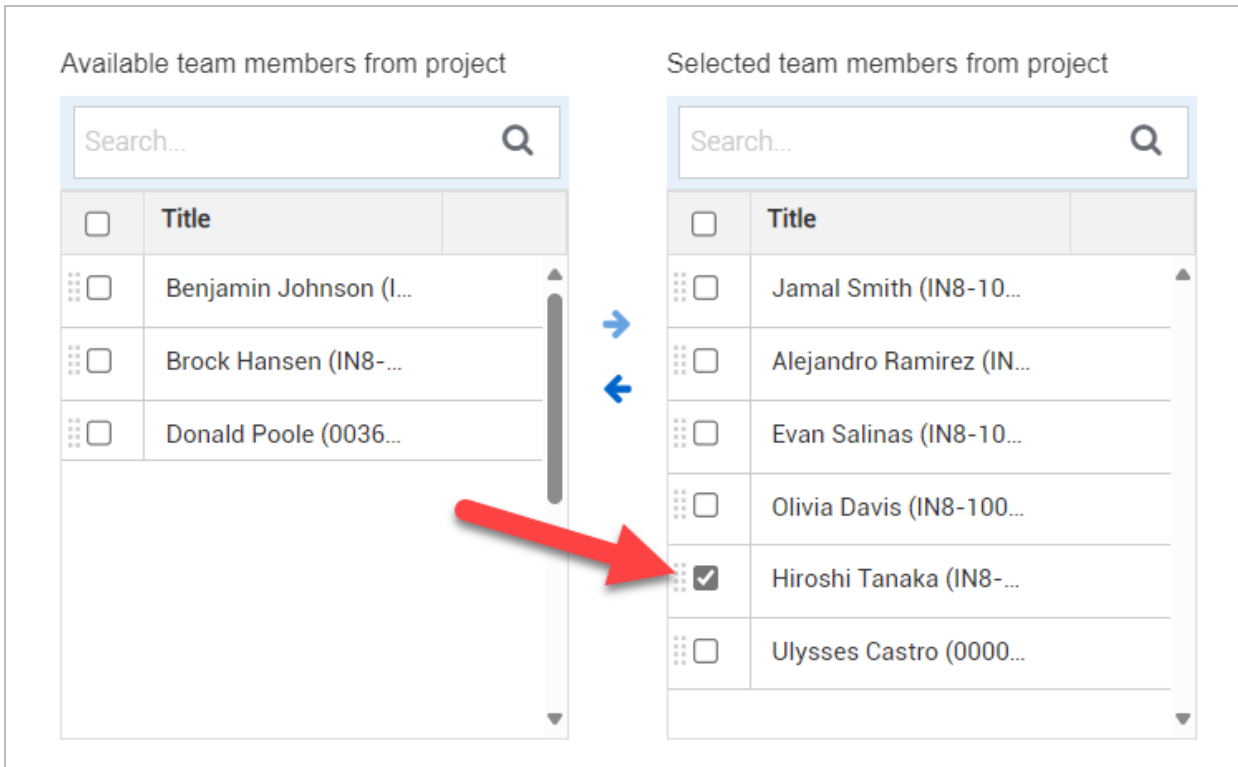 Available team members from project
Search...
Title
Benjamin Johnson (I...
Brock Hansen (IN8-...
Donald Poole (0036...
Selected team members from project
Search...
Title
Jamal Smith (IN8-10...
Alejandro Ramirez (IN...
Evan Salinas (IN8-10...
Olivia Davis (IN8-100...
Hiroshi Tanaka (IN8-...
Ulysses Castro (0000...